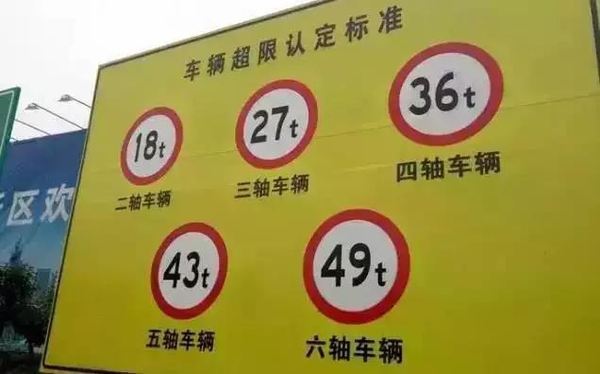 车辆超限认定标准
18t
27t
36t
二轴车辆
三轴车辆
四轴车辆
43t
49t
五轴车辆
六轴车辆
区欢